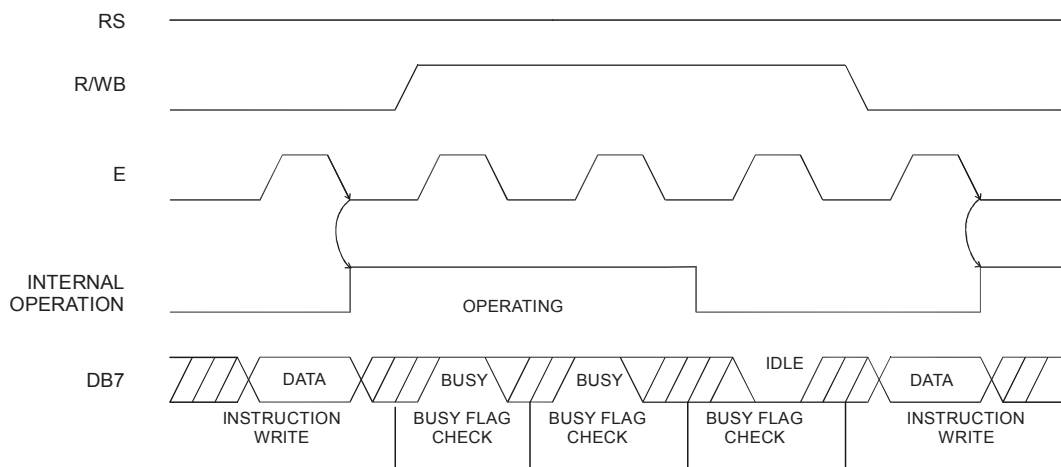 RS
R/WB
E
INTERNAL
OPERATION
OPERATING
DB7
DATA
BUSY
BUSY
IDLE
DATA
INSTRUCTION
WRITE
BUSY FLAG
CHECK
BUSY FLAG
CHECK
BUSY FLAG
CHECK
INSTRUCTION
WRITE